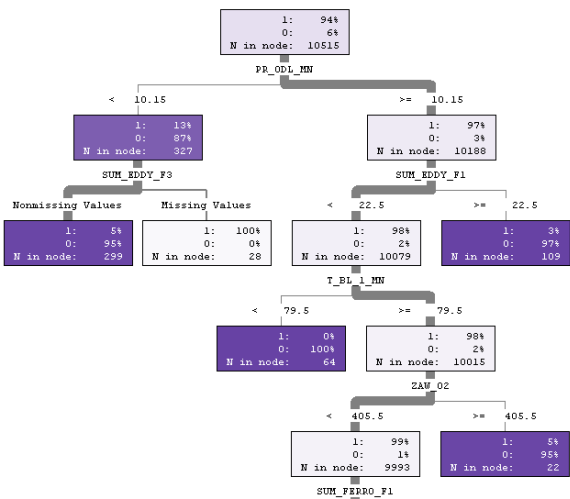 1: 94%
0: 6%
N in node: 10515
PR_ODL_MN
< 10.15
>= 10.15
1: 13%
0: 87%
N in node: 327
1: 97%
0: 3%
N in node: 10188
SUM_EDDY_F3
SUM_EDDY_F1
Nonmissing Values
Missing Values
< 22.5
>= 22.5
1: 5%
0: 95%
N in node: 299
1: 100%
0: 0%
N in node: 28
1: 98%
0: 2%
N in node: 10079
1: 3%
0: 97%
N in node: 109
T_BL_1_MN
< 79.5
>= 79.5
1: 0%
0: 100%
N in node: 64
1: 98%
0: 2%
N in node: 10015
ZAW_02
< 405.5
>= 405.5
1: 99%
0: 1%
N in node: 9993
1: 5%
0: 95%
N in node: 22
SUM_FERRO_F1